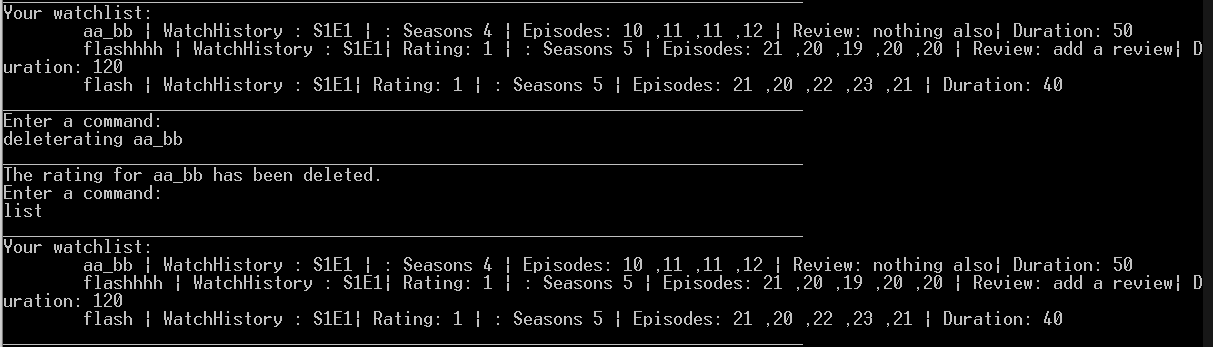 Your watchlist:
aa_bb | WatchHistory : S1E1 | : Seasons 4 | Episodes: 10 ,11 ,11 ,12 | Review: nothing also| Duration: 50
flashhhh | WatchHistory : S1E1| Rating: 1 | : Seasons 5 | Episodes: 21 ,20 ,19 ,20 ,20 | Review: add a review| D
uration: 120
flash | WatchHistory : S1E1| Rating: 1 | : Seasons 5 | Episodes: 21 ,20 ,22 ,23 ,21 | Duration: 40
Enter a command:
deleterating aa_bb
The rating for aa_bb has been deleted.
Enter a command:
list
Your watchlist:
aa_bb | WatchHistory : S1E1 | : Seasons 4 | Episodes: 10 ,11 ,11 ,12 | Review: nothing also| Duration: 50
flashhhh | WatchHistory : S1E1| Rating: 1 | : Seasons 5 | Episodes: 21 ,20 ,19 ,20 ,20 | Review: add a review| D
uration: 120
flash | WatchHistory : S1E1| Rating: 1 | : Seasons 5 | Episodes: 21 ,20 ,22 ,23 ,21 | Duration: 40